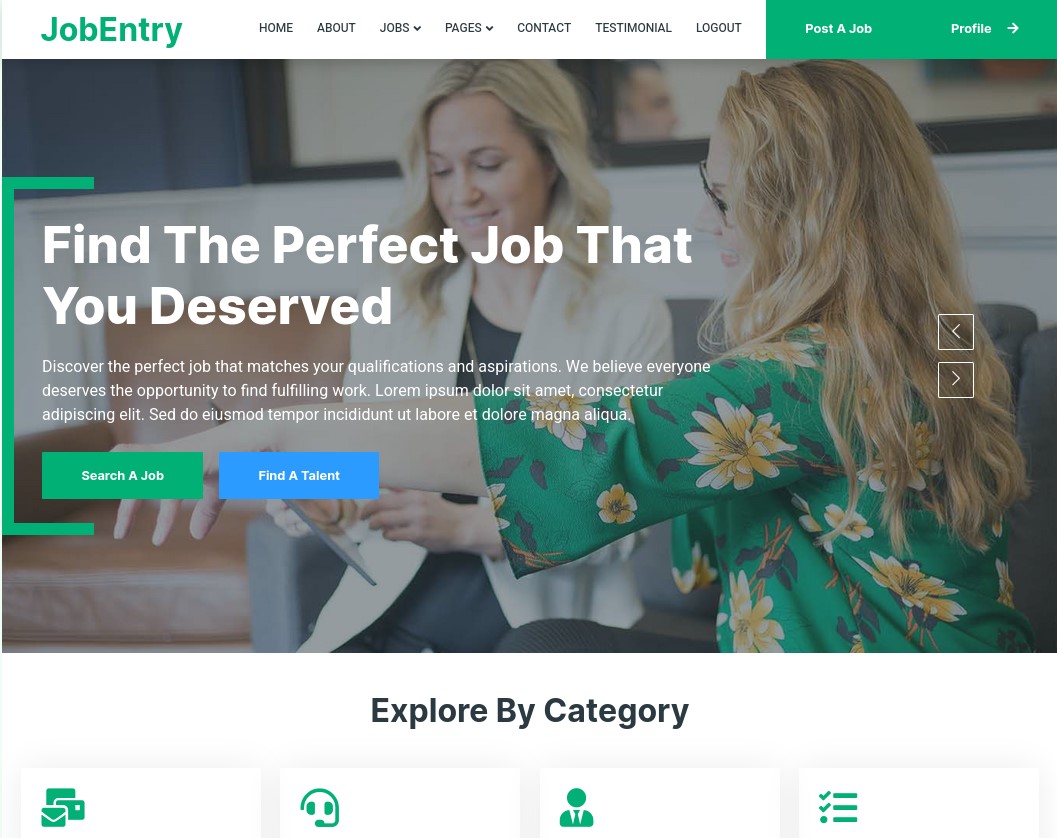 JobEntry
HOME ABOUT JOBS PAGES CONTACT TESTIMONIAL LOGOUT Post A Job Profile
Find The Perfect Job That
You Deserved
Discover the perfect job that matches your qualifications and aspirations. We believe everyone
deserves the opportunity to find fulfilling work. Lorem ipsum dolor sit amet, consectetur
adipiscing elit. Sed do eiusmod tempor incididunt ut labore et dolore magna aliqua.
Search A Job Find A Talent
Explore By Category